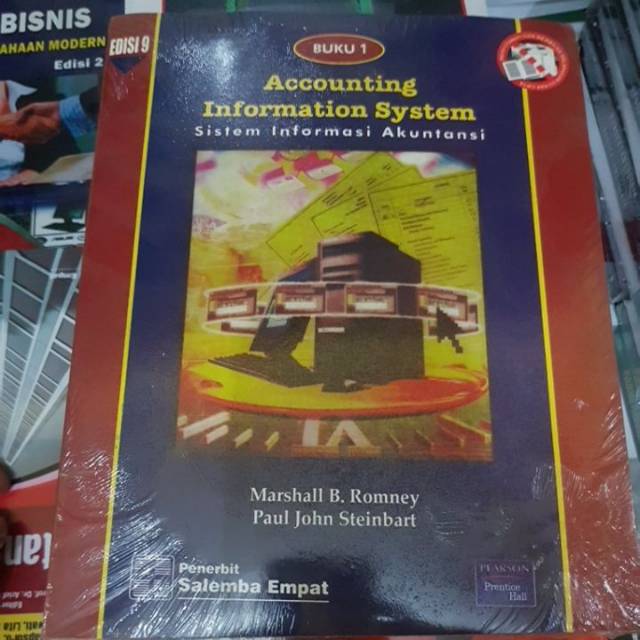 BISNIS
AHAAN MODERN
Edisi 2
EDISI 9
BUKU 1
Accounting
Information System
Sistem Informasi Akuntansi
Marshall B. Romney
Paul John Steinbart
Penerbit
Salemba Empat
PEARSON
Prentice
Hall
tan